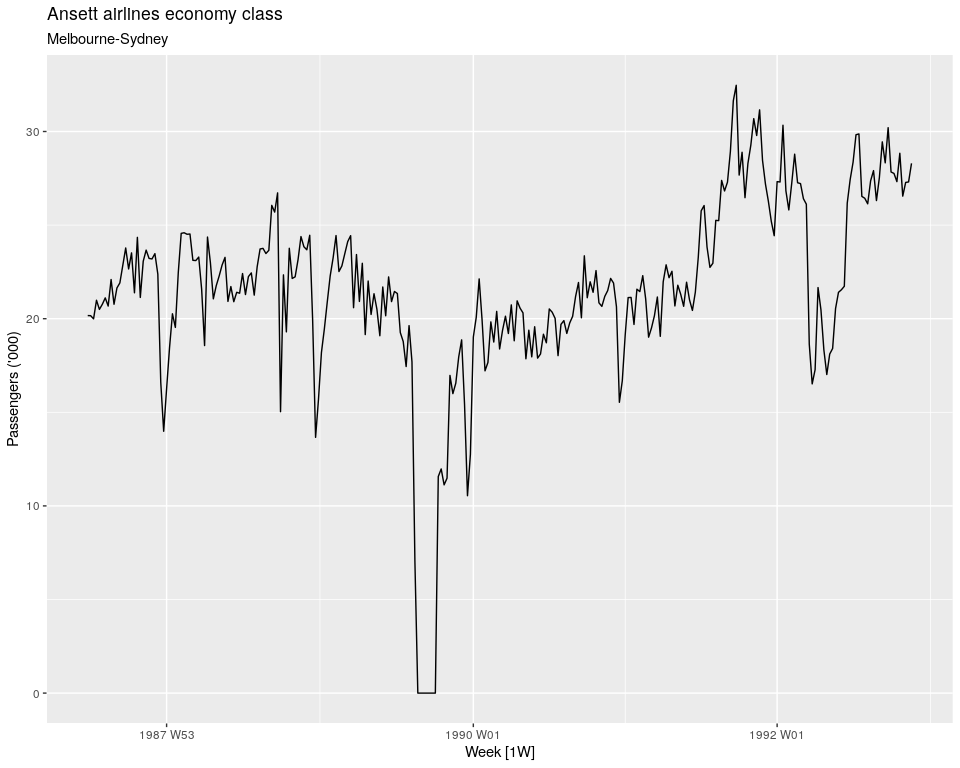 Ansett airlines economy class
Melbourne-Sydney
30
20
10
0
Passengers ('000)
1987 W53
1990 W01
1992 W01
Week [1W]